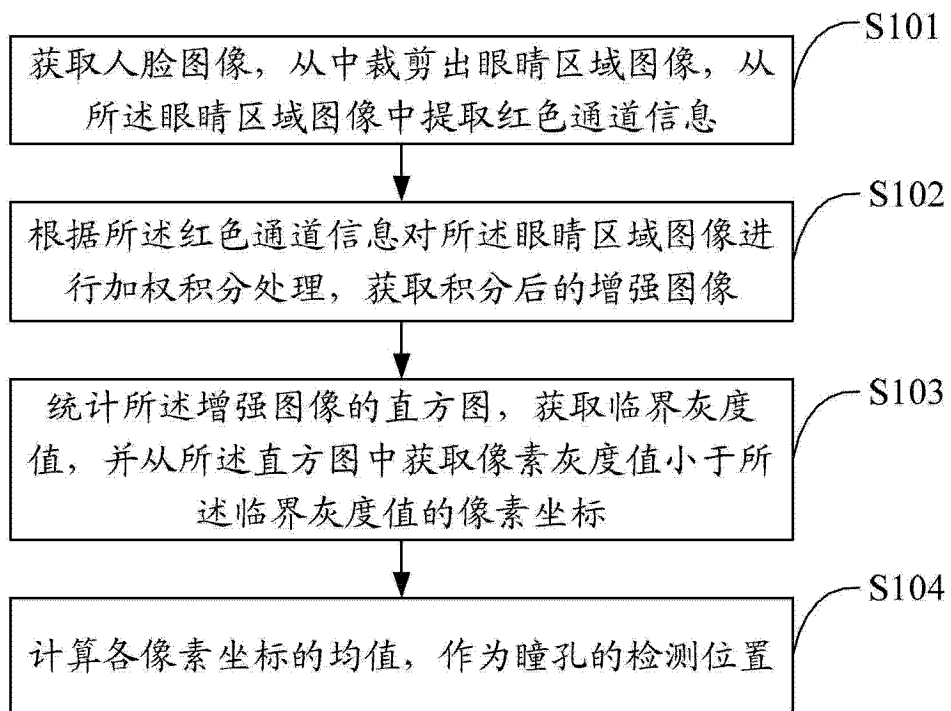 S101
获取人脸图像，从中裁剪出眼睛区域图像，从
所述眼睛区域图像中提取红色通道信息
S102
根据所述红色通道信息对所述眼睛区域图像进
行加权积分处理，获取积分后的增强图像
S103
统计所述增强图像的直方图，获取临界灰度
值，并从所述直方图中获取像素灰度值小于所
述临界灰度值的像素坐标
S104
计算各像素坐标的均值，作为瞳孔的检测位置